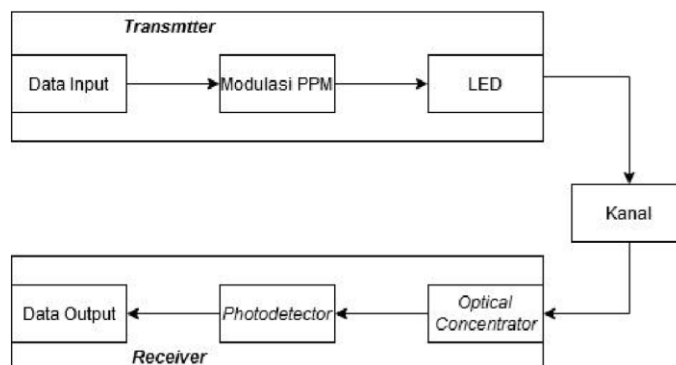 Transmtter
Data Input
Modulasi PPM
LED
Kanal
Data Output
Photodetector
Optical
Concentrator
Receiver